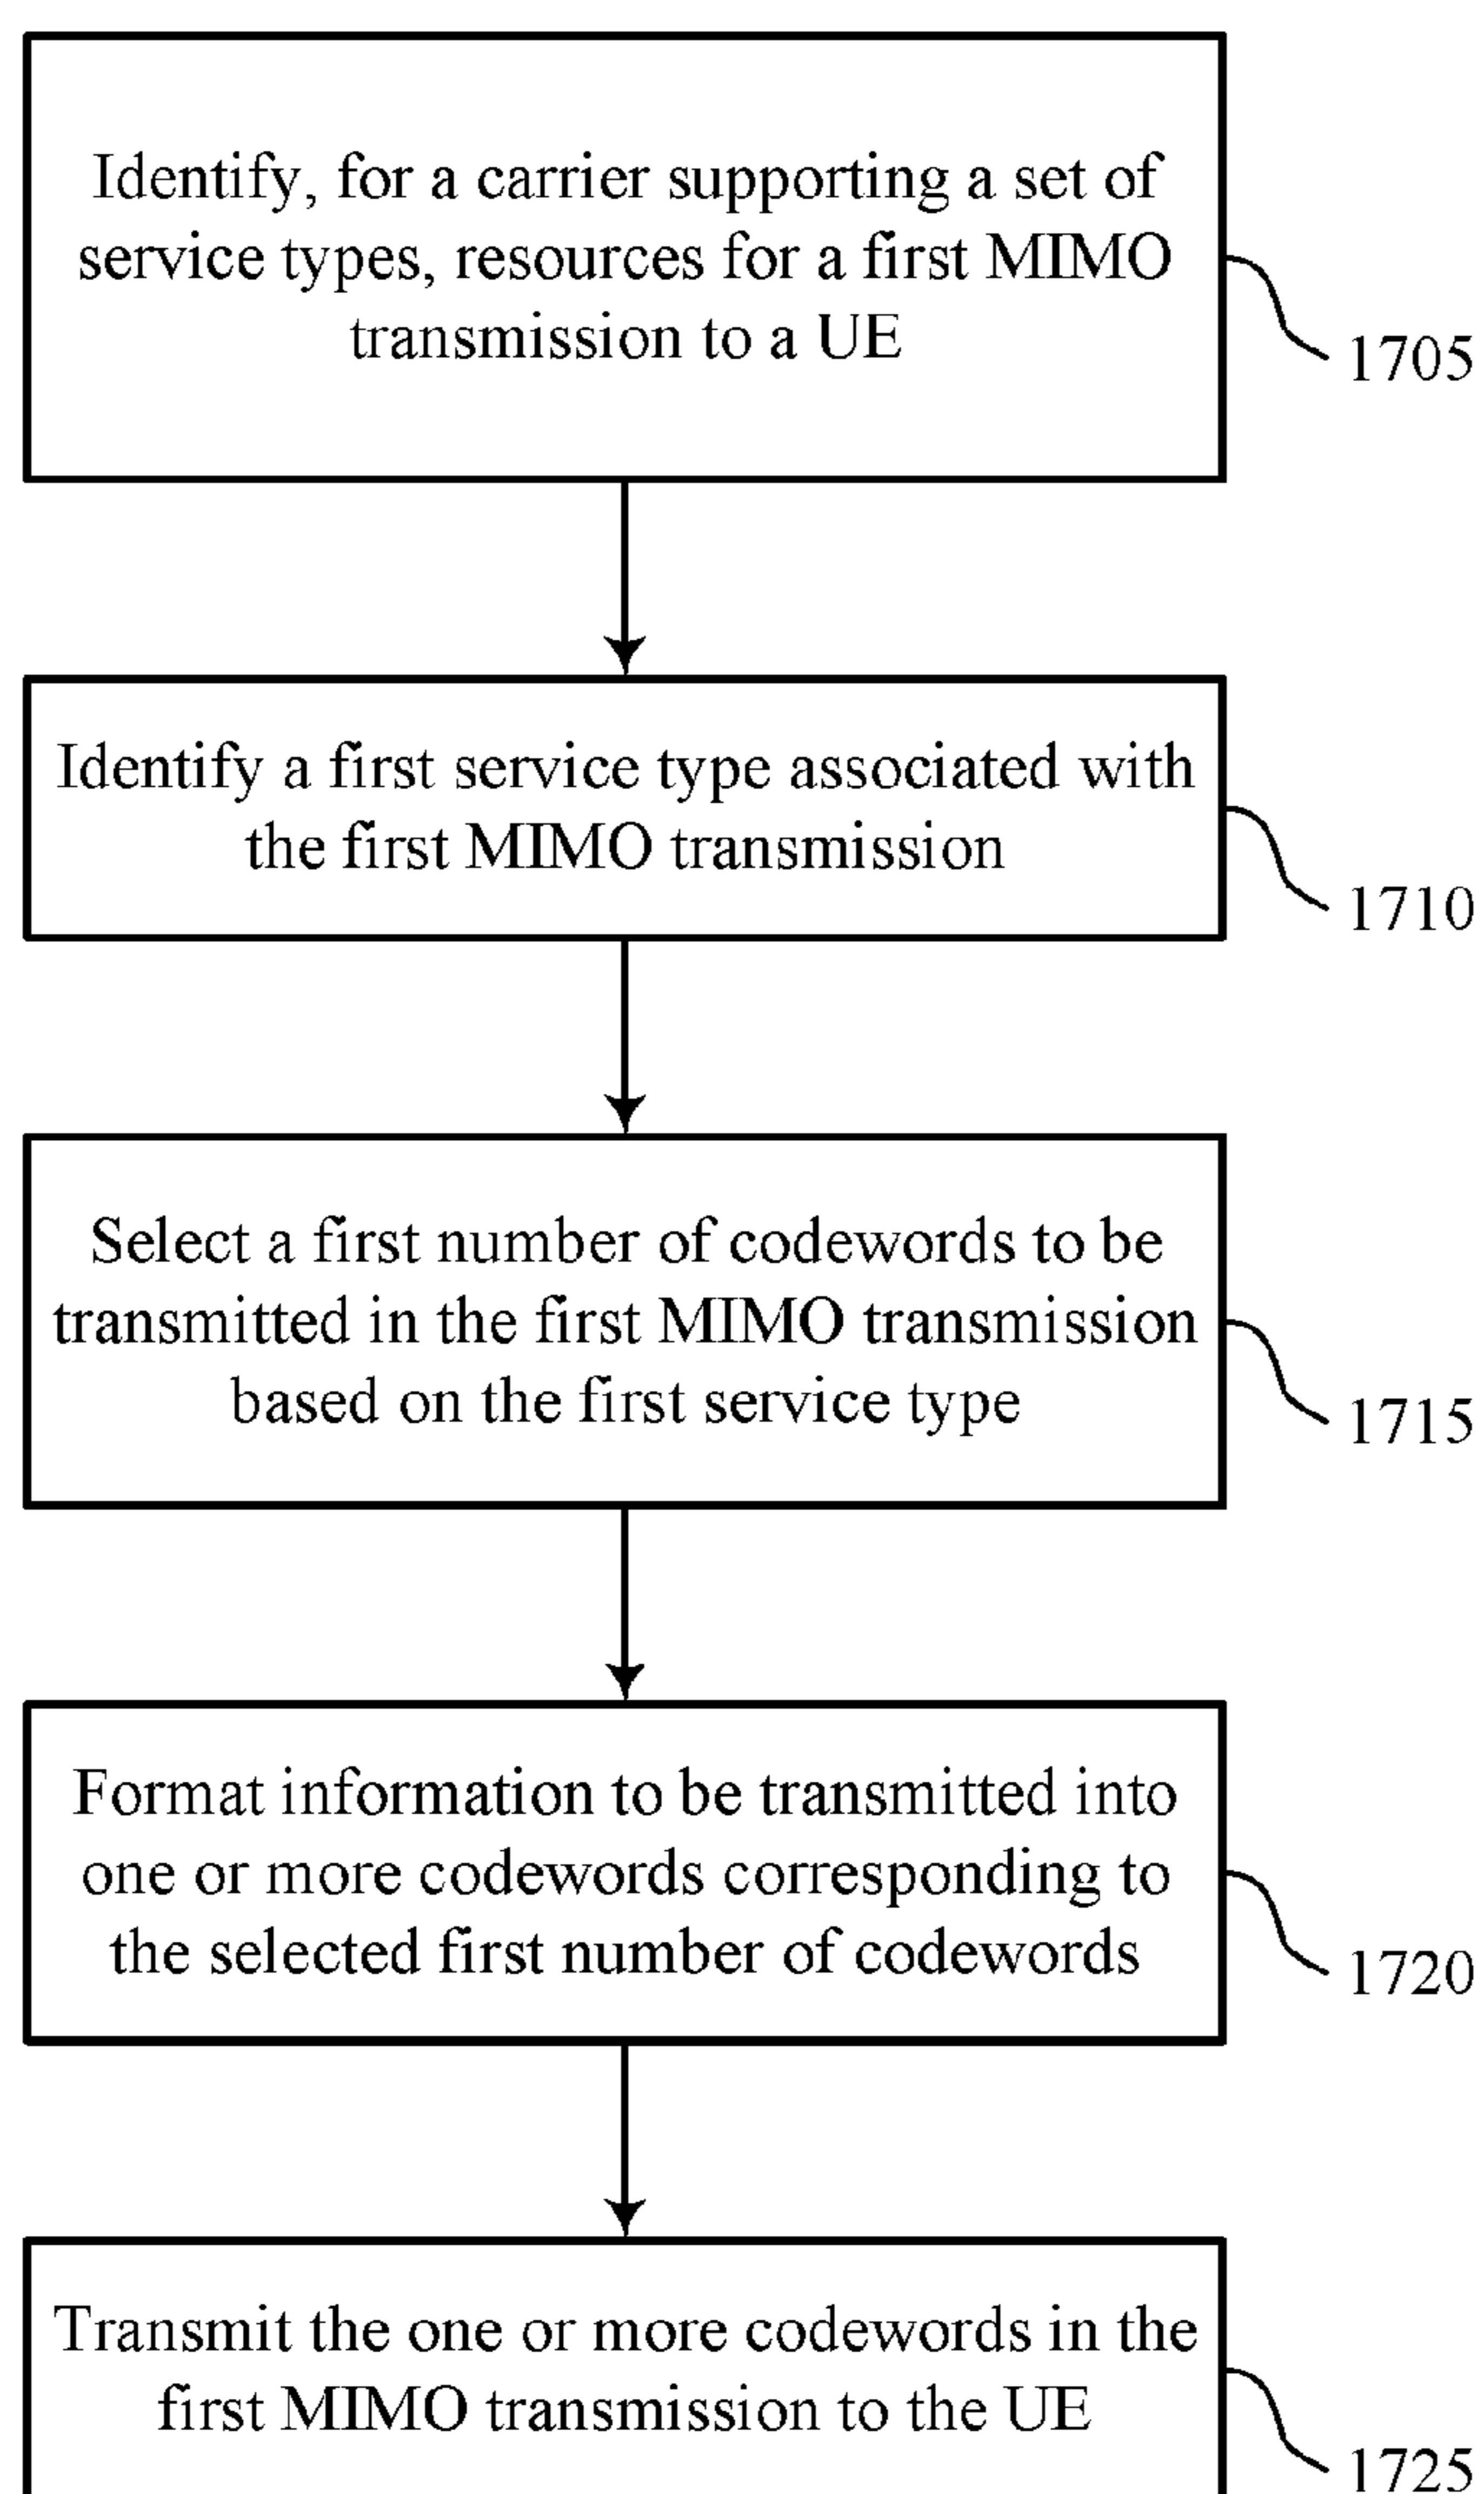 Identify, for a carrier supporting a set of
service types, resources for a first MIMO
transmission to a UE
1705
Identify a first service type associated with
the first MIMO transmission
1710
Select a first number of codewords to be
transmitted in the first MIMO transmission
based on the first service type
1715
Format information to be transmitted into
one or more codewords corresponding to
the selected first number of codewords
1720
Transmit the one or more codewords in the
first MIMO transmission to the UE
1725